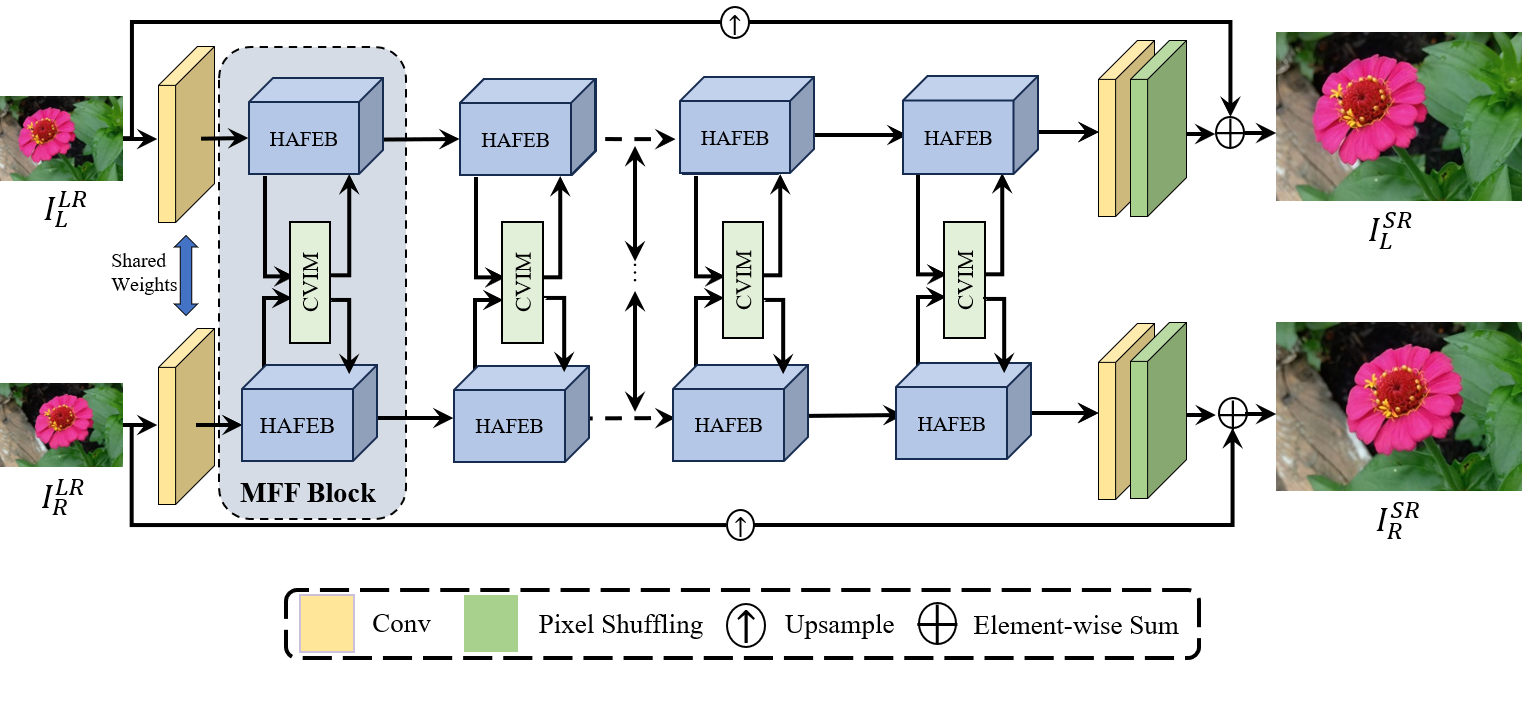 ↑
HAFEB HAFEB HAFEB HAFEB
I_L^{LR}
I_L^{SR}
Shared
Weights
CVIM CVIM ⋮ CVIM CVIM
HAFEB HAFEB HAFEB HAFEB
I_R^{LR}
MFF Block
I_R^{SR}
↑
Conv Pixel Shuffling ↑ Upsample Element-wise Sum